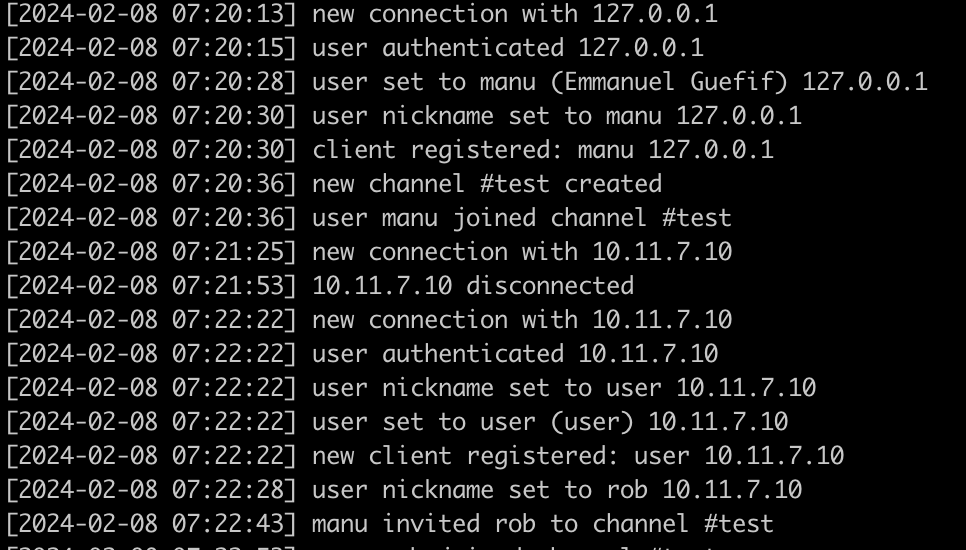 [2024-02-08 07:20:13] new connection with 127.0.0.1
[2024-02-08 07:20:15] user authenticated 127.0.0.1
[2024-02-08 07:20:28] user set to manu (Emmanuel Guefif) 127.0.0.1
[2024-02-08 07:20:30] user nickname set to manu 127.0.0.1
[2024-02-08 07:20:30] client registered: manu 127.0.0.1
[2024-02-08 07:20:36] new channel #test created
[2024-02-08 07:20:36] user manu joined channel #test
[2024-02-08 07:21:25] new connection with 10.11.7.10
[2024-02-08 07:21:53] 10.11.7.10 disconnected
[2024-02-08 07:22:22] new connection with 10.11.7.10
[2024-02-08 07:22:22] user authenticated 10.11.7.10
[2024-02-08 07:22:22] user nickname set to user 10.11.7.10
[2024-02-08 07:22:22] user set to user (user) 10.11.7.10
[2024-02-08 07:22:22] new client registered: user 10.11.7.10
[2024-02-08 07:22:28] user nickname set to rob 10.11.7.10
[2024-02-08 07:22:43] manu invited rob to channel #test